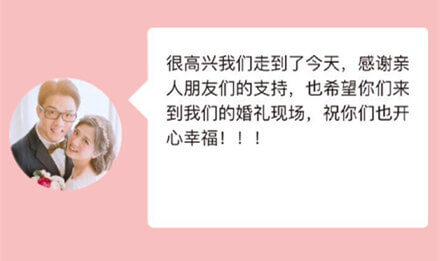 很高兴我们走到了今天，感谢亲
人朋友们的支持，也希望你们来
到我们的婚礼现场，祝你们也开
心幸福！！！